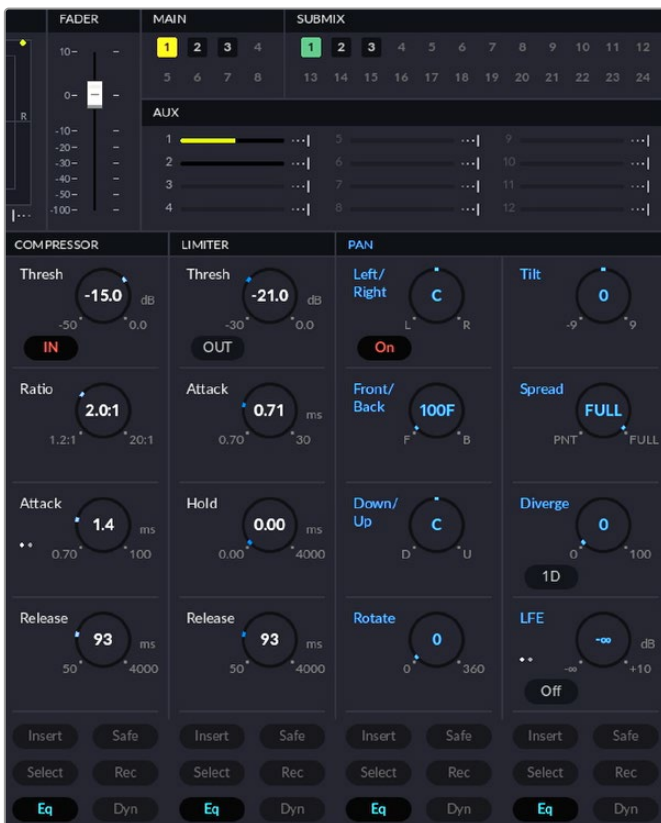 FADER MAIN SUBMIX
10- 1 2 3 4 1 2 3 4 5 6 7 8 9 10 11 12
5 6 7 8 13 14 15 16 17 18 19 20 21 22 23 24
0-
R
AUX
-10-
-20-
-30-
-40-
-50-
-100-
1 5 9
2 6 10
3 7 11
4 8 12
COMPRESSOR LIMITER PAN
Thresh
-15.0 dB
-50 0.0
IN
Thresh
-21.0 dB
-30 0.0
OUT
Left/
Right
C
L R
On
Tilt
0
-9 9
Ratio
2.0:1
1.2:1 20:1
Attack
0.71 ms
0.70 30
Front/
Back
100F
F B
Spread
FULL
PNT FULL
Attack
1.4 ms
0.70 100
Hold
0.00 ms
0.00 4000
Down/
Up
C
D U
Diverge
0
0 100
1D
Release
93 ms
50 4000
Release
93 ms
50 4000
Rotate
0
0 360
LFE
-∞ dB
-∞ +10
Off
Insert Safe Insert Safe Insert Safe Insert Safe
Select Rec Select Rec Select Rec Select Rec
Eq Dyn Eq Dyn Eq Dyn Eq Dyn